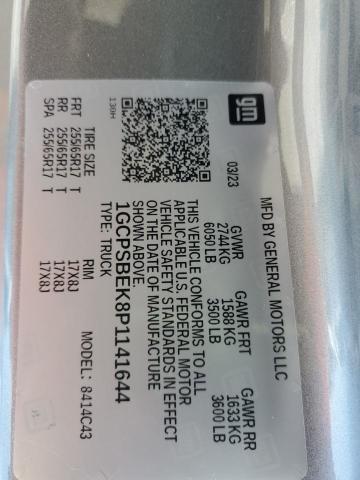 gm
MFD BY GENERAL MOTORS LLC
03/23 GVWR GAWR FRT GAWR RR
2744 KG 1588 KG 1633 KG
6050 LB 3500 LB 3600 LB
THIS VEHICLE CONFORMS TO ALL
APPLICABLE U.S. FEDERAL MOTOR
VEHICLE SAFETY STANDARDS IN EFFECT
ON THE DATE OF MANUFACTURE
SHOWN ABOVE.
1GCPSBEK8P1141644
TYPE: TRUCK
130H
TIRE SIZE RIM MODEL: 8414C43
FRT 255/65R17 T 17X8J
RR 255/65R17 T 17X8J
SPA 255/65R17 T 17X8J